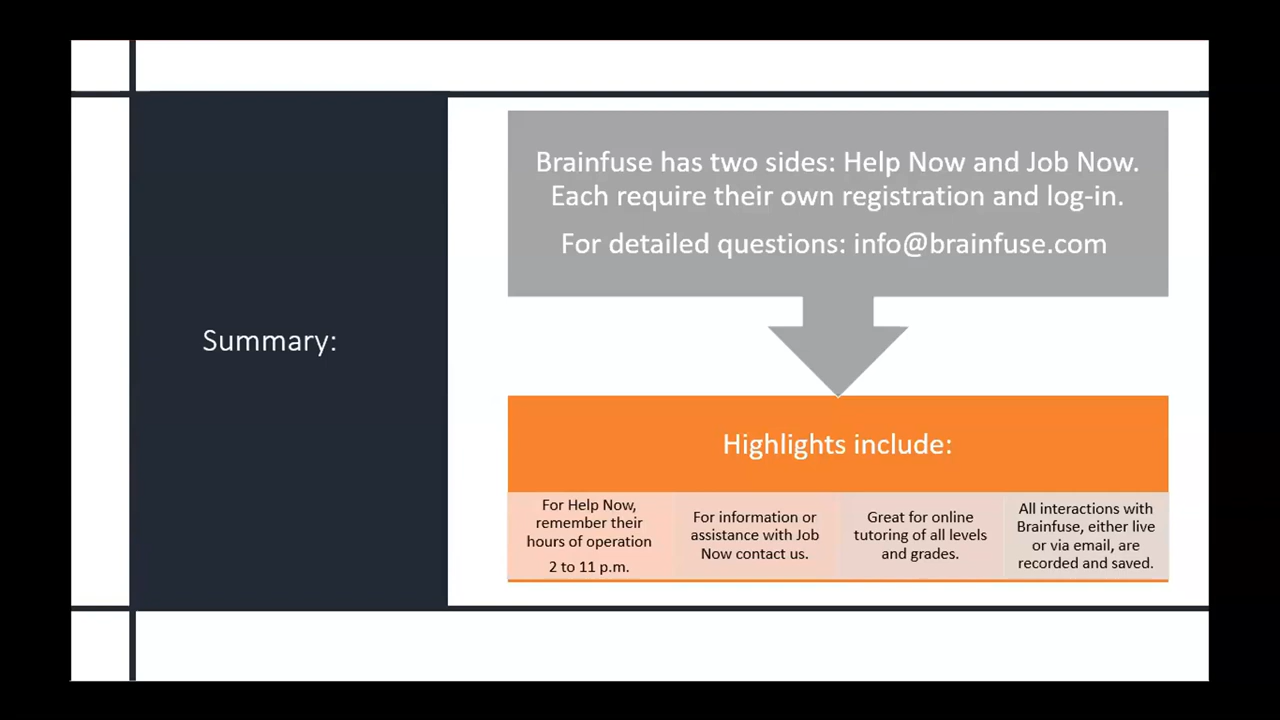 Summary:
Brainfuse has two sides: Help Now and Job Now.
Each require their own registration and log-in.
For detailed questions: info@brainfuse.com
Highlights include:
For Help Now,
remember their
hours of operation
2 to 11 p.m.
For information or
assistance with Job
Now contact us.
Great for online
tutoring of all levels
and grades.
All interactions with
Brainfuse, either live
or via email, are
recorded and saved.